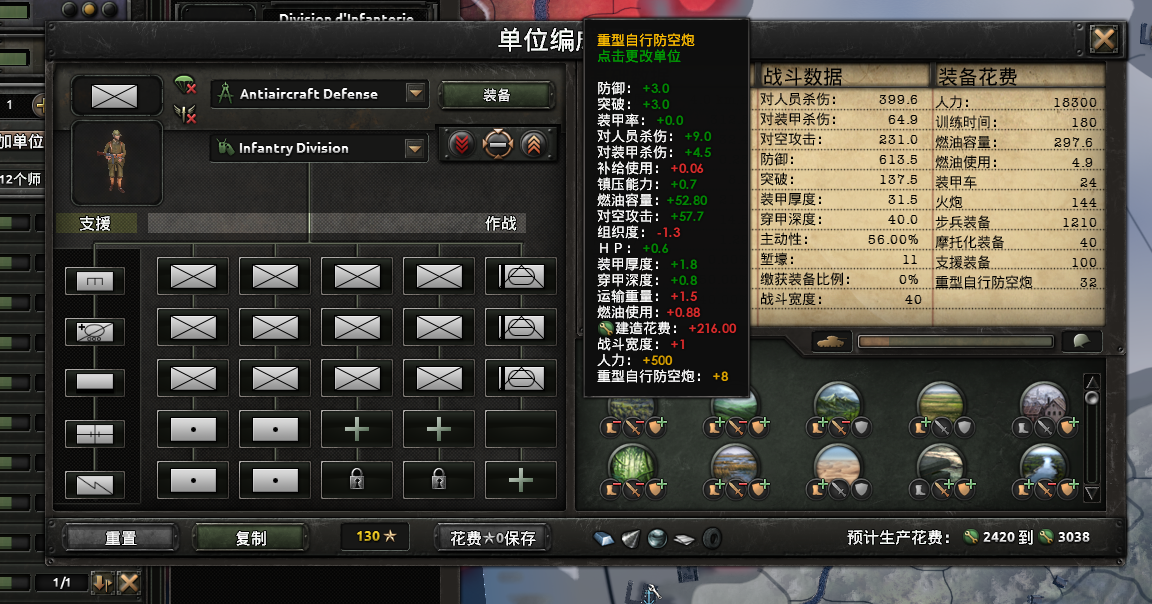 Division d'Infanterie
单位编
1
加单位
12个师
Antiaircraft Defense
装备
Infantry Division
支援
作战
重型自行防空炮
点击更改单位
防御: +3.0
突破: +3.0
装甲率: +0.0
对人员杀伤: +9.0
对装甲杀伤: +4.5
补给使用: +0.06
镇压能力: +0.7
燃油容量: +52.80
对空攻击: +57.7
组织度: -1.3
HP: +0.6
装甲厚度: +1.8
穿甲深度: +0.8
运输重量: +1.5
燃油使用: +0.88
建造花费: +216.00
战斗宽度: +1
人力: +500
重型自行防空炮: +8
战斗数据
对人员杀伤: 399.6
对装甲杀伤: 64.9
对空攻击: 231.0
防御: 613.5
突破: 137.5
装甲厚度: 31.5
穿甲深度: 40.0
主动性: 56.00%
堑壕: 11
缴获装备比例: 0%
战斗宽度: 40
装备花费
人力: 18300
训练时间: 180
燃油容量: 297.6
燃油使用: 4.9
装甲车 24
火炮 144
步兵装备 1210
摩托化装备 40
支援装备 100
重型自行防空炮 32
重置
复制
130
花费★0保存
预计生产花费: 2420 到 3038
1/1